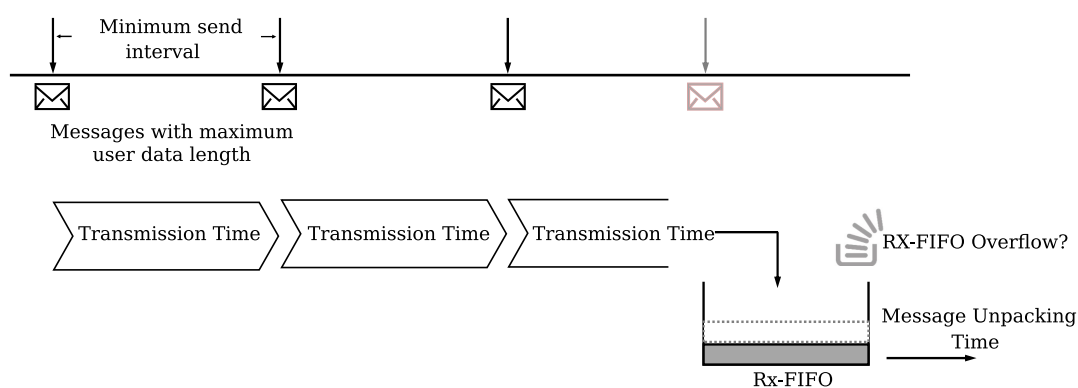 Minimum send
interval
Messages with maximum
user data length
Transmission Time
Transmission Time
Transmission Time
RX-FIFO Overflow?
Message Unpacking
Time
Rx-FIFO